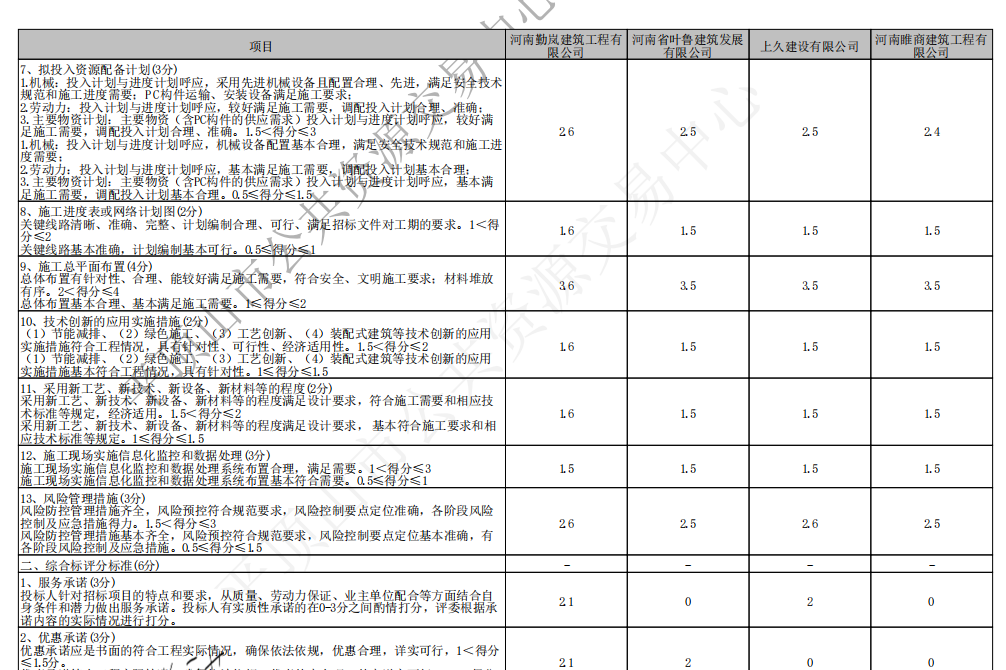 项目
河南勤岚建筑工程有限公司
河南省叶鲁建筑发展有限公司
上久建设有限公司
河南睢商建筑工程有限公司
7、拟投入资源配备计划(3分)
1.机械：投入计划与进度计划呼应，采用先进机械设备且配置合理、先进，满足安全技术
规范和施工进度需要；PC构件运输、安装设备满足施工要求；
2.劳动力：投入计划与进度计划呼应，较好满足施工需要，调配投入计划合理、准确；
3.主要物资计划：主要物资（含PC构件的供应需求）投入计划与进度计划呼应，较好满
足施工需要，调配投入计划合理、准确。1.5<得分≤3
1.机械：投入计划与进度计划呼应，机械设备配置基本合理，满足安全技术规范和施工进
度需要；
2.劳动力：投入计划与进度计划呼应，基本满足施工需要，调配投入计划基本合理；
3.主要物资计划：主要物资（含PC构件的供应需求）投入计划与进度计划呼应，基本满
足施工需要，调配投入计划基本合理。0.5≤得分≤1.5
2.6 2.5 2.5 2.4
8、施工进度表或网络计划图(2分)
关键线路清晰、准确、完整、计划编制合理、可行、满足招标文件对工期的要求。1<得
分≤2
关键线路基本准确，计划编制基本可行。0.5≤得分≤1
1.6 1.5 1.5 1.5
9、施工总平面布置(4分)
总体布置有针对性、合理、能较好满足施工需要，符合安全、文明施工要求；材料堆放
有序。2<得分≤4
总体布置基本合理、基本满足施工需要。1≤得分≤2
3.6 3.5 3.5 3.5
10、技术创新的应用实施措施(2分)
（1）节能减排、（2）绿色施工、（3）工艺创新、（4）装配式建筑等技术创新的应用
实施措施符合工程情况，具有针对性、可行性、经济适用性。1.5<得分≤2
（1）节能减排、（2）绿色施工、（3）工艺创新、（4）装配式建筑等技术创新的应用
实施措施基本符合工程情况，具有针对性。1≤得分≤1.5
1.6 1.5 1.5 1.5
11、采用新工艺、新技术、新设备、新材料等的程度(2分)
采用新工艺、新技术、新设备、新材料等的程度满足设计要求，符合施工需要和相应技
术标准等规定，经济适用。1.5<得分≤2
采用新工艺、新技术、新设备、新材料等的程度满足设计要求， 基本符合施工要求和相
应技术标准等规定。1≤得分≤1.5
1.6 1.5 1.5 1.5
12、施工现场实施信息化监控和数据处理(3分)
施工现场实施信息化监控和数据处理系统布置合理，满足需要。1<得分≤3
施工现场实施信息化监控和数据处理系统布置基本符合需要。0.5≤得分≤1
1.5 1.5 1.5 1.5
13、风险管理措施(3分)
风险防控管理措施齐全，风险预控符合规范要求，风险控制要点定位准确，各阶段风险
控制及应急措施得力。1.5<得分≤3
风险防控管理措施基本齐全，风险预控符合规范要求，风险控制要点定位基本准确，有
各阶段风险控制及应急措施。0.5≤得分≤1.5
2.6 2.5 2.6 2.5
二、综合标评分标准(6分)
- - - -
1、服务承诺(3分)
投标人针对招标项目的特点和要求，从质量、劳动力保证、业主单位配合等方面结合自
身条件和潜力做出服务承诺。投标人有实质性承诺的在0-3分之间酌情打分，评委根据承
诺内容的实际情况进行打分。
2.1 0 2 0
2、优惠承诺(3分)
优惠承诺应是书面的符合工程实际情况，确保依法依规，优惠合理，详实可行，1<得分
≤1.5分。
2.1 2 0 0
平顶山市公共资源交易中心
平顶山市公共资源交易中心